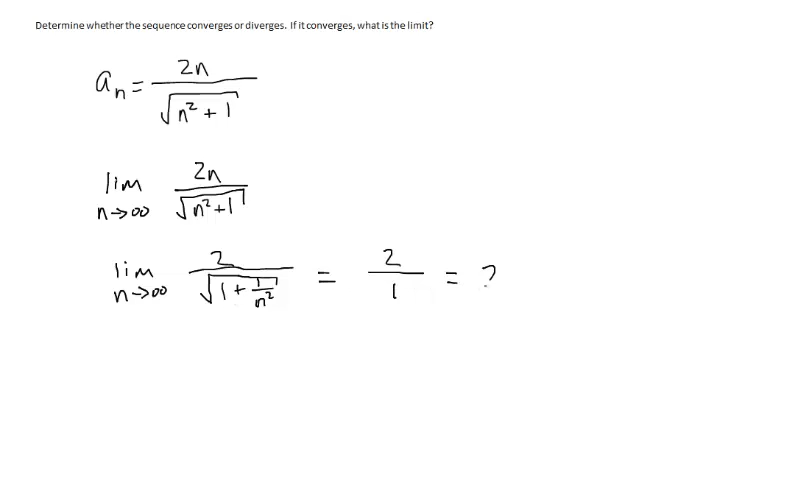 Determine whether the sequence converges or diverges. If it converges, what is the limit?
aₙ = 2n / √(n² + 1)
lim n→∞ 2n / √(n² + 1)
lim n→∞ 2 / √(1 + 1/n²) = 2/1 = ?